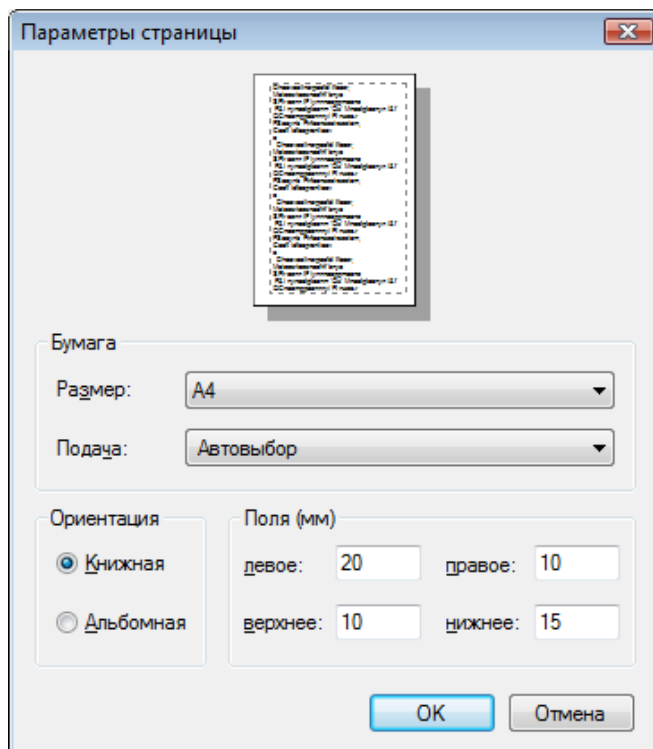 Параметры страницы
Бумага
Размер: A4
Подача: Автовыбор
Ориентация
Книжная
Альбомная
Поля (мм)
левое: 20 правое: 10
верхнее: 10 нижнее: 15
OK Отмена